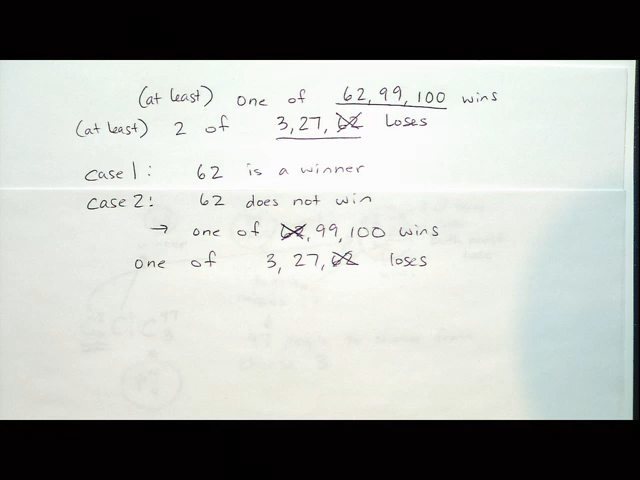 (at least) one of 62, 99, 100 wins
(at least) 2 of 3, 27, 62 loses
case 1: 62 is a winner
case 2: 62 does not win
→ one of 62, 99, 100 wins
one of 3, 27, 62 loses